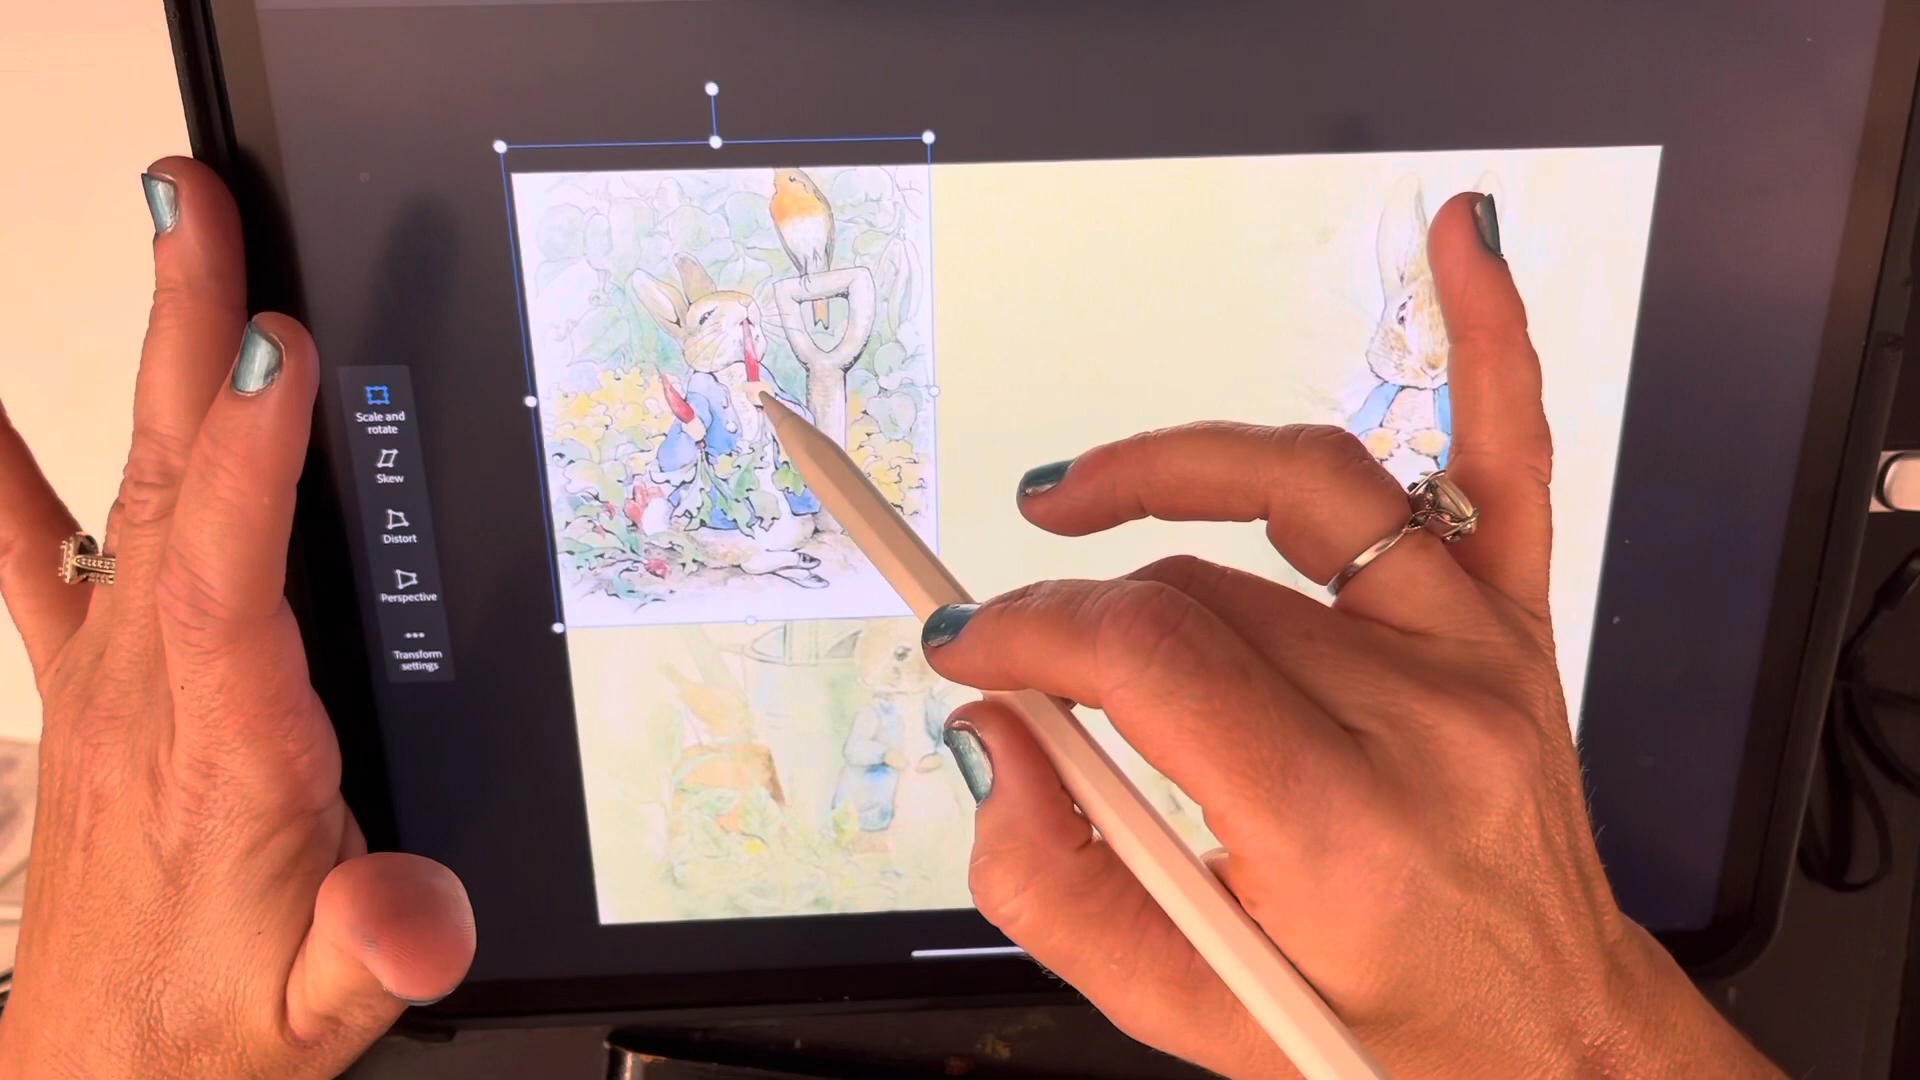 Scale and
rotate
Skew
Distort
Perspective
Transform
settings